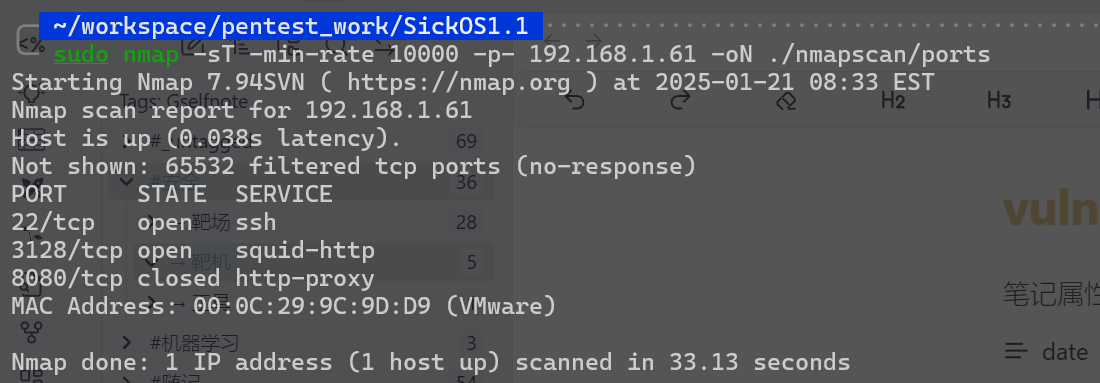 ~/workspace/pentest_work/SickOS1.1
sudo nmap -sT -min-rate 10000 -p- 192.168.1.61 -oN ./nmapscan/ports
Starting Nmap 7.94SVN ( https://nmap.org ) at 2025-01-21 08:33 EST
Nmap scan report for 192.168.1.61
Host is up (0.038s latency).
Not shown: 65532 filtered tcp ports (no-response)
PORT STATE SERVICE
22/tcp open ssh
3128/tcp open squid-http
8080/tcp closed http-proxy
MAC Address: 00:0C:29:9C:9D:D9 (VMware)
Nmap done: 1 IP address (1 host up) scanned in 33.13 seconds
Tags: Gselfnote
69
#安全 36
靶场 28
靶机 5
#机器学习 3
#随记 54
H2 H3 H
vuln
笔记属性
date